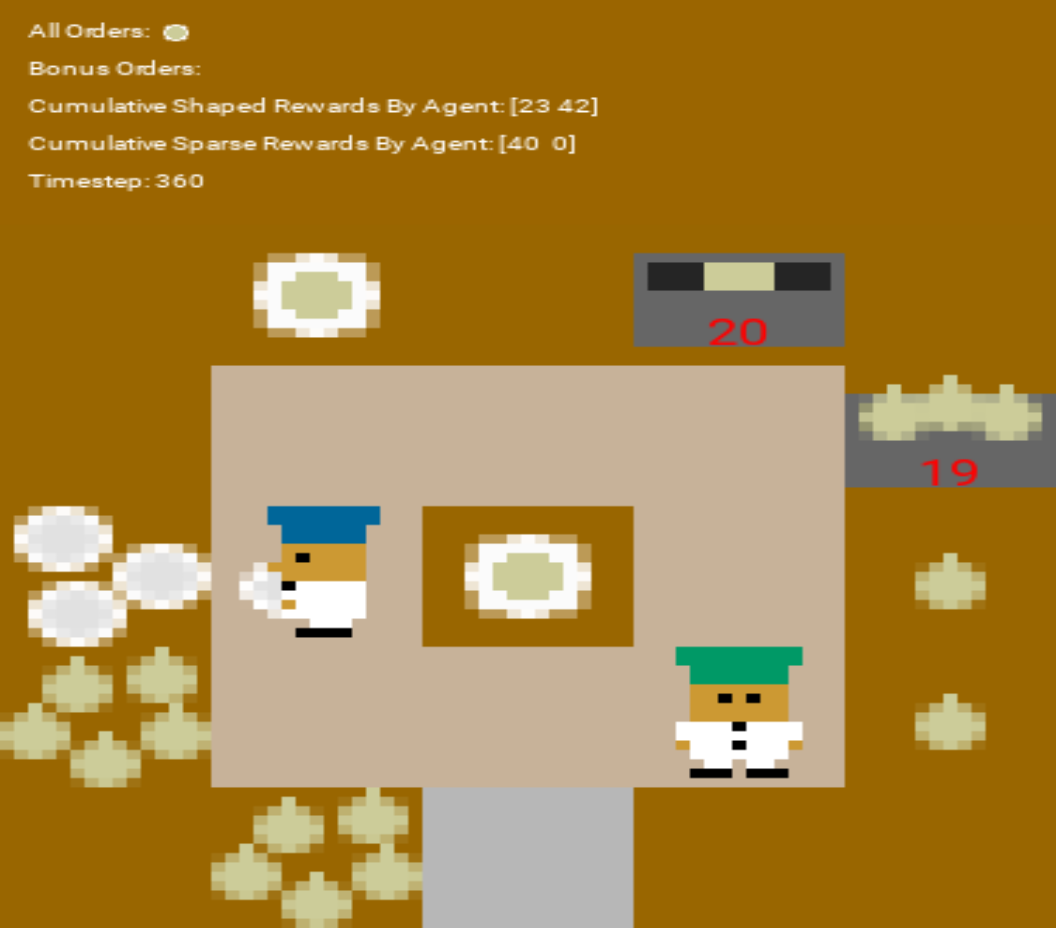 All Orders:
Bonus Orders:
Cumulative Shaped Rewards By Agent: [23 42]
Cumulative Sparse Rewards By Agent: [40  0]
Timestep: 360
20
19